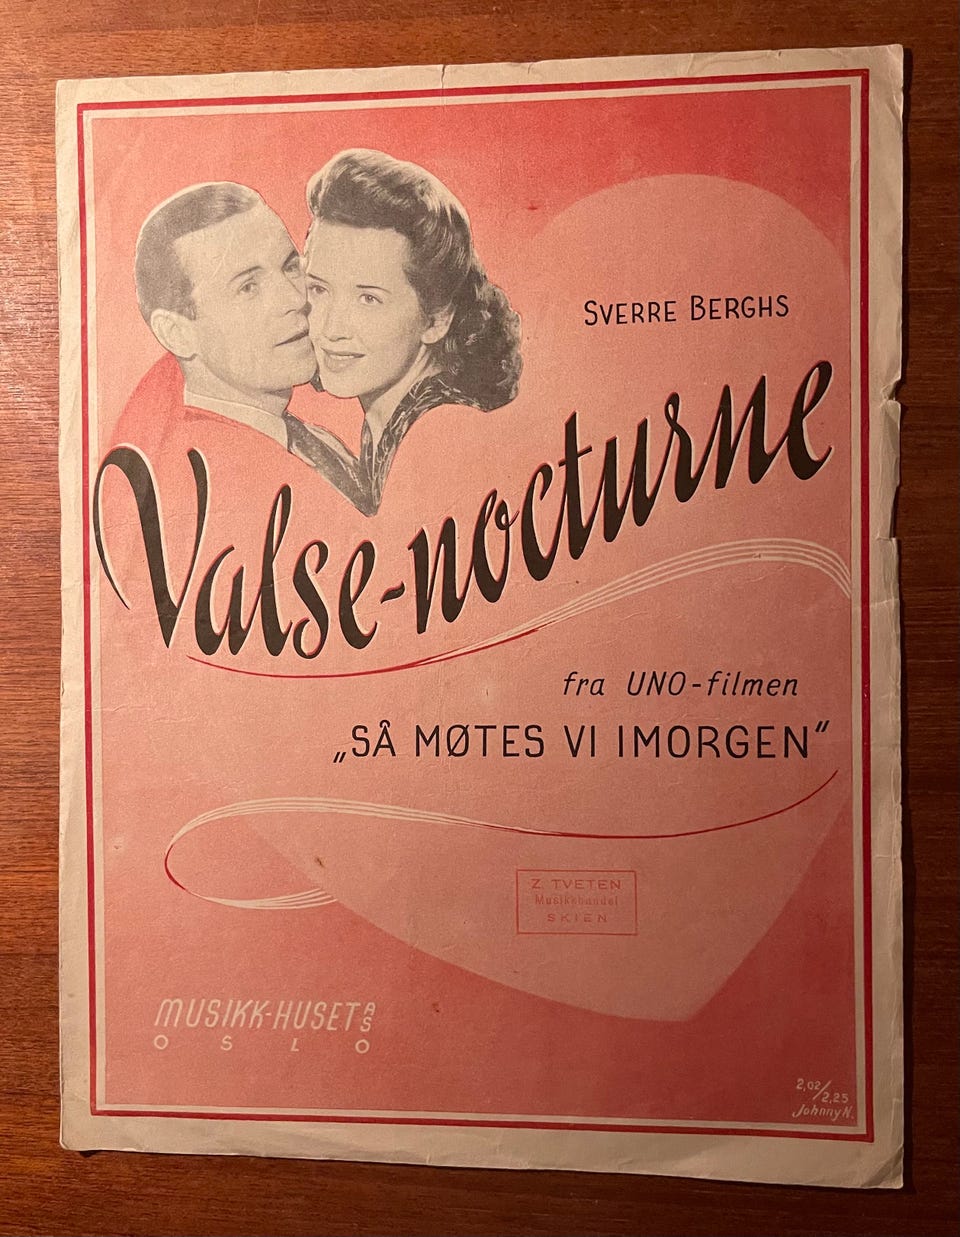 SVERRE BERGHS
Valse-nocturne
fra UNO-filmen
„SÅ MØTES VI IMORGEN“
Z. TVETEN
Musikkhandel
SKIEN
MUSIKK-HUSET A/S
OSLO
2,02/2,25
Johnny N.